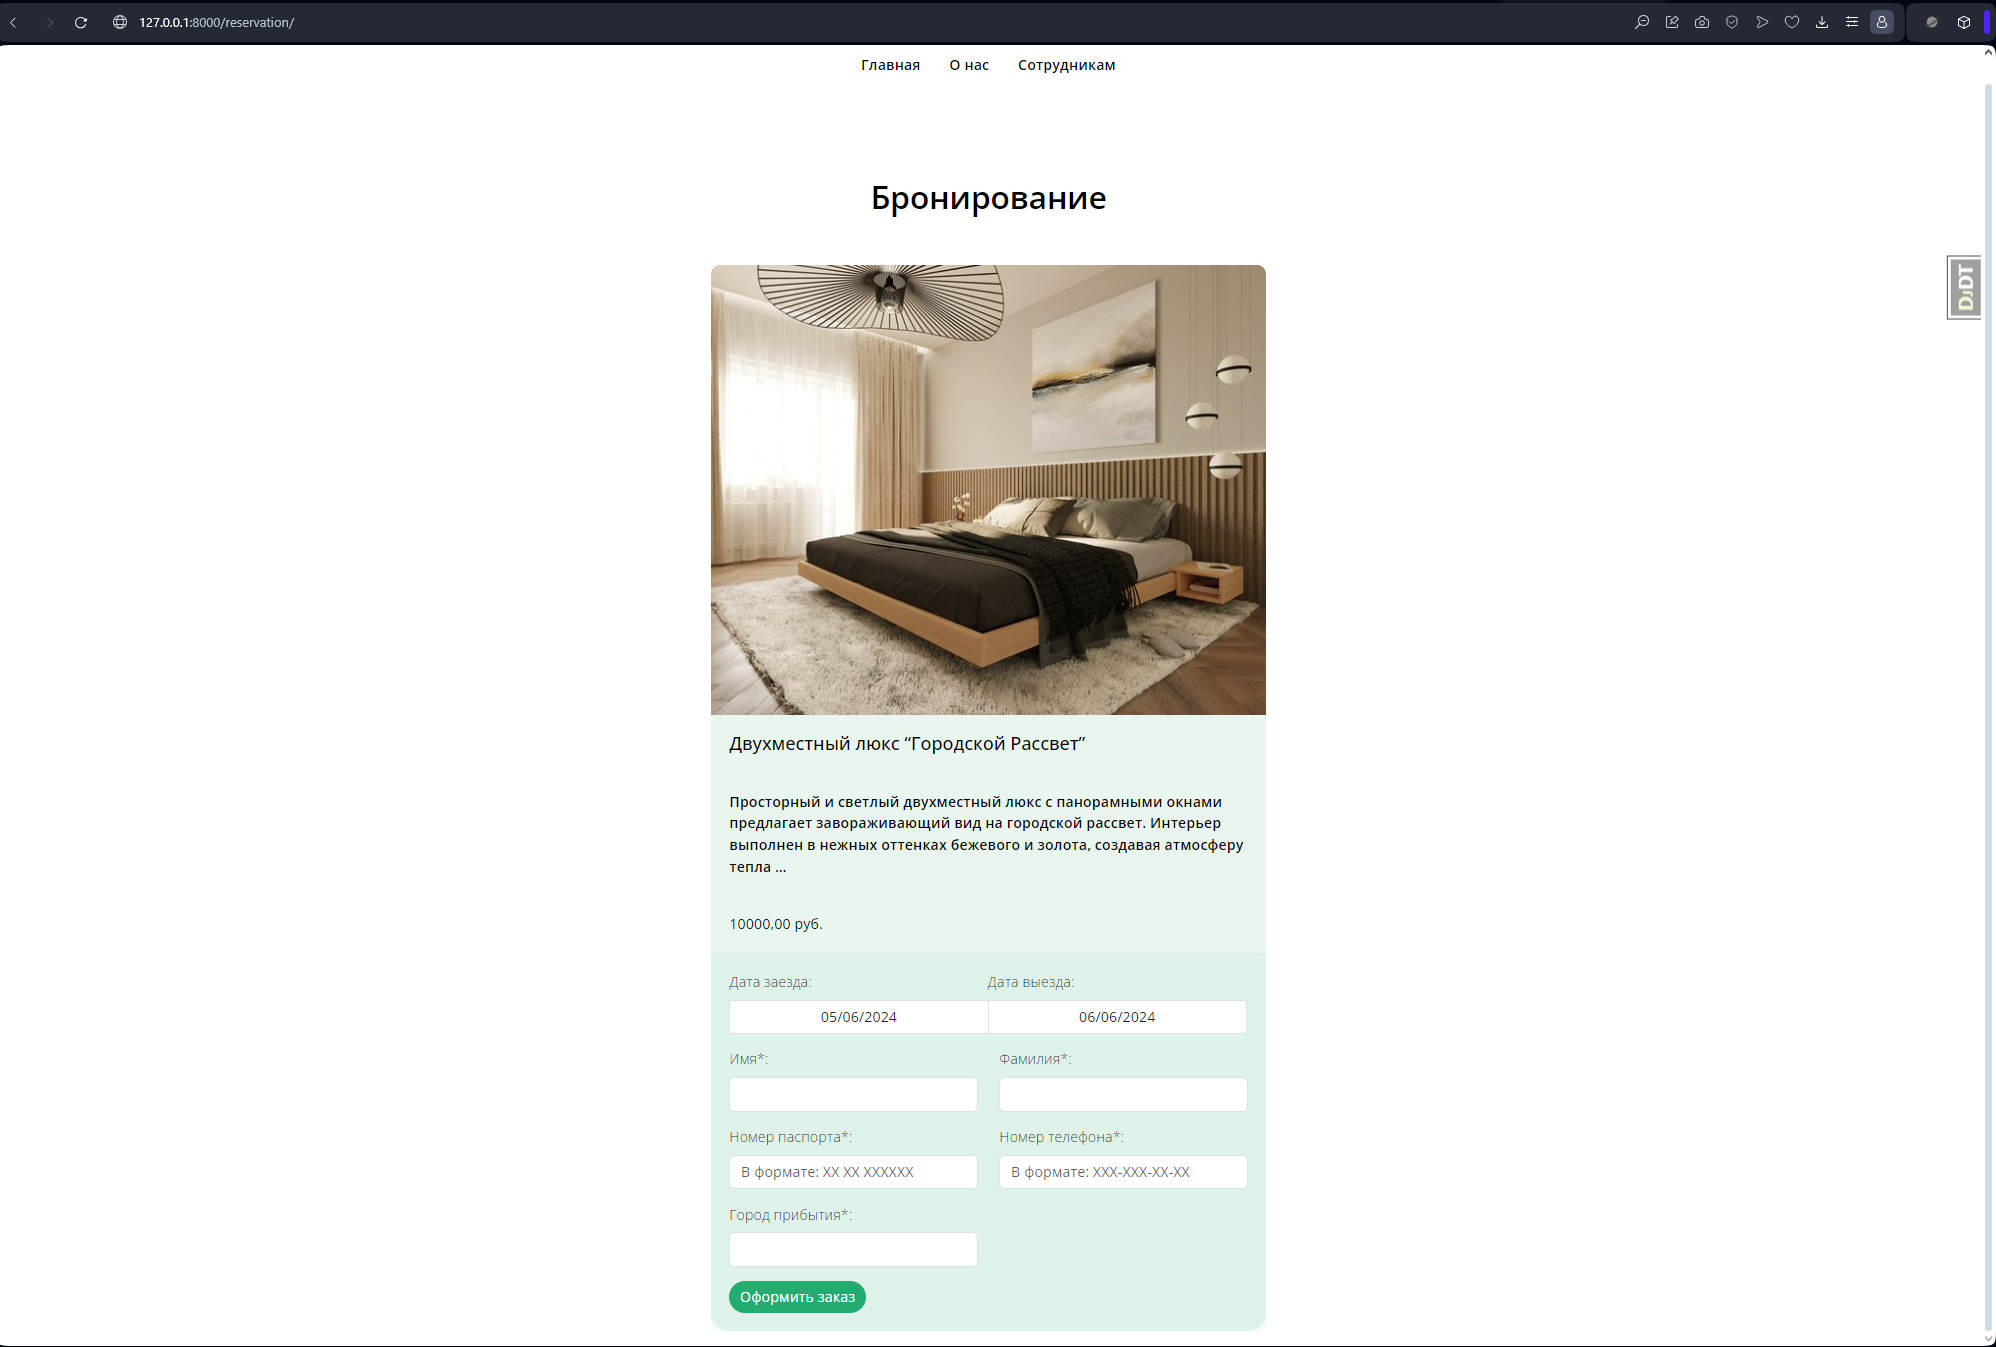 127.0.0.1:8000/reservation/
Главная О нас Сотрудникам
Бронирование
DJDT
Двухместный люкс “Городской Рассвет”
Просторный и светлый двухместный люкс с панорамными окнами
предлагает завораживающий вид на городской рассвет. Интерьер
выполнен в нежных оттенках бежевого и золота, создавая атмосферу
тепла ...
10000,00 руб.
Дата заезда: Дата выезда:
05/06/2024 06/06/2024
Имя*: Фамилия*:
Номер паспорта*: Номер телефона*:
В формате: XX XX XXXXXX В формате: XXX-XXX-XX-XX
Город прибытия*:
Оформить заказ